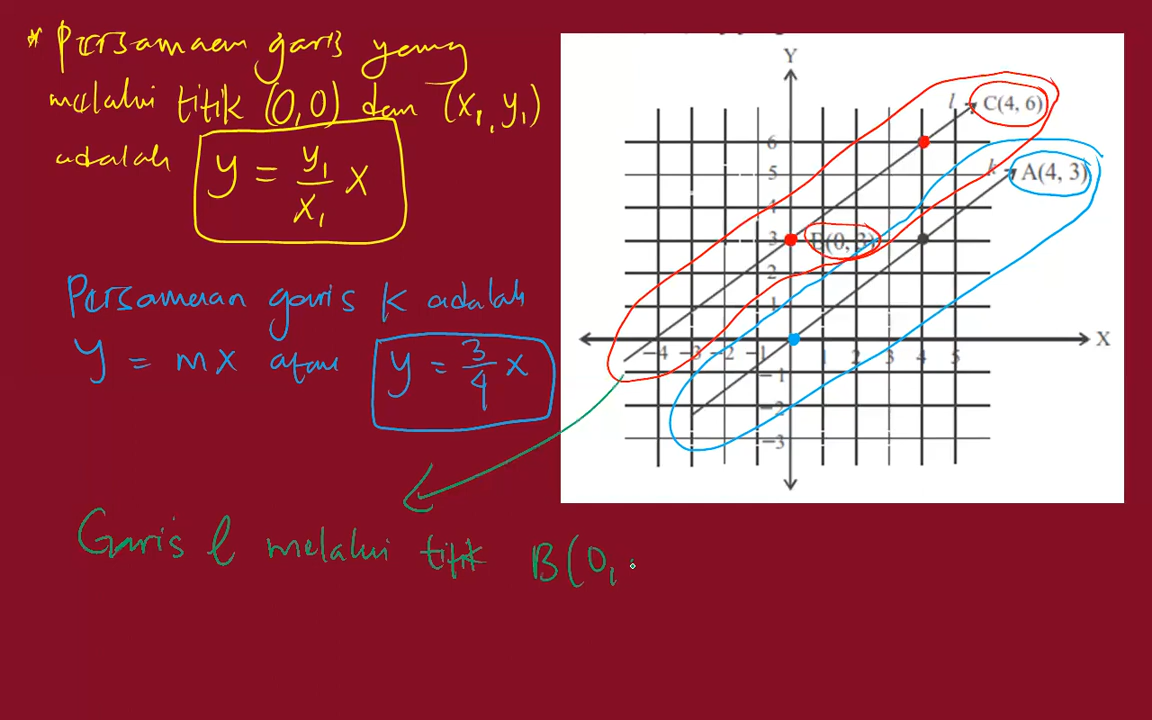 * Persamaan garis yang
melalui titik (0,0) dan (x₁, y₁)
adalah y = y₁/x₁ x
Persamaan garis k adalah
y = mx atau y = 3/4 x
Garis l melalui titik B(0,
Y
l C(4, 6)
6
5
k A(4, 3)
4
3 B(0, 3)
2
1
-4 -3 -2 -1 1 2 3 4 5 X
-1
-2
-3